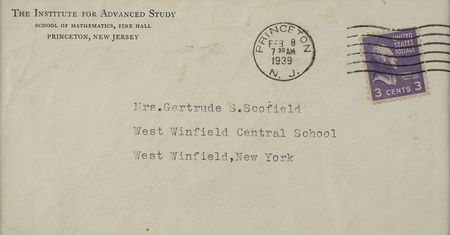 THE INSTITUTE FOR ADVANCED STUDY
SCHOOL OF MATHEMATICS, FINE HALL
PRINCETON, NEW JERSEY
PRINCETON
FEB 8
7 30 AM
1939
N. J.
UNITED
STATES
POSTAGE
3 CENTS 3
Mrs.Gertrude S.Scofield
West Winfield Central School
West Winfield,New York